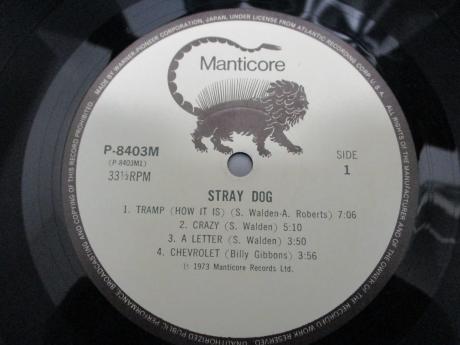 MADE BY WARNER-PIONEER CORPORATION, JAPAN, UNDER LICENSE FROM ATLANTIC RECORDING CORP., U.S.A.
ALL RIGHTS OF THE MANUFACTURER AND OF THE OWNER OF THE RECORDED WORK RESERVED. UNAUTHORIZED PUBLIC PERFORMANCE, BROADCASTING AND COPYING OF THIS RECORD PROHIBITED
Manticore
P-8403M
(P-8403M1)
33⅓RPM
SIDE
1
STRAY DOG
1. TRAMP (HOW IT IS) (S. Walden-A. Roberts) 7:06
2. CRAZY (S. Walden) 5:10
3. A LETTER (S. Walden) 3:50
4. CHEVROLET (Billy Gibbons) 3:56
℗ 1973 Manticore Records Ltd.